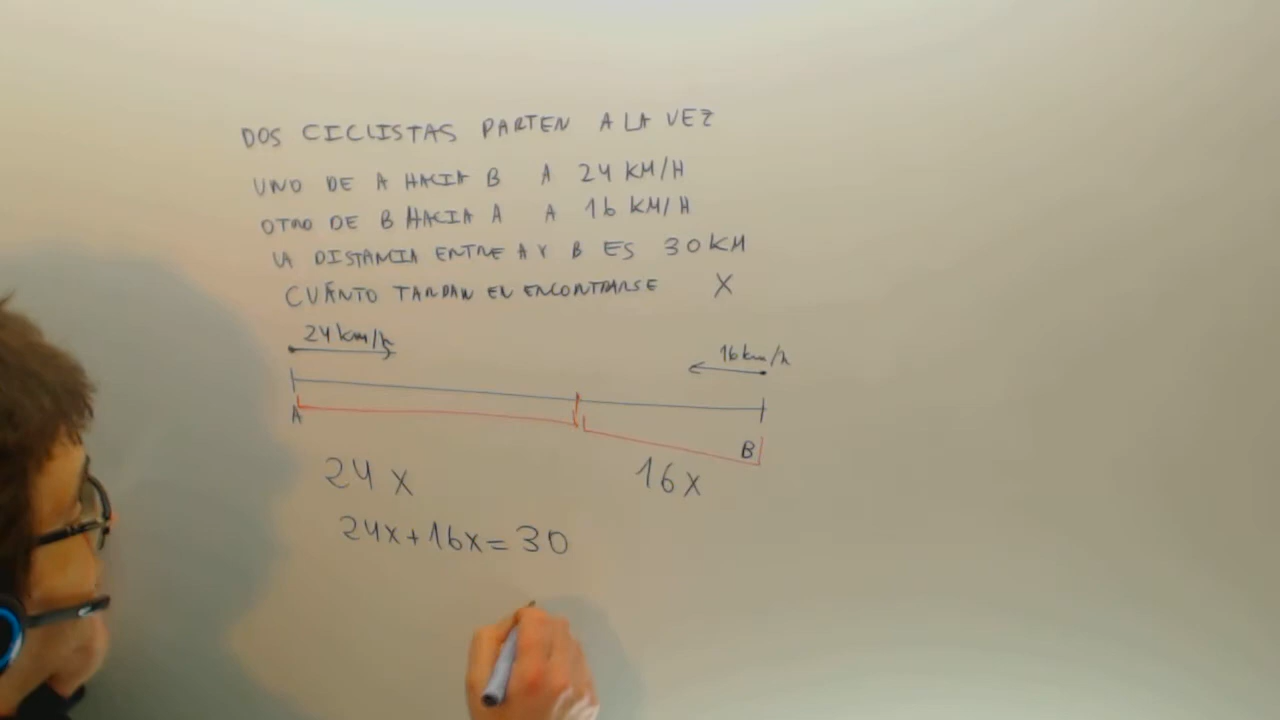 DOS CICLISTAS PARTEN A LA VEZ
UNO DE A HACIA B A 24 KM/H
OTRO DE B HACIA A A 16 KM/H
LA DISTANCIA ENTRE A Y B ES 30 KM
CUÁNTO TARDAN EN ENCONTRARSE X
24 km/h
16 km/h
A
B
24 x
16 x
24x+16x=30